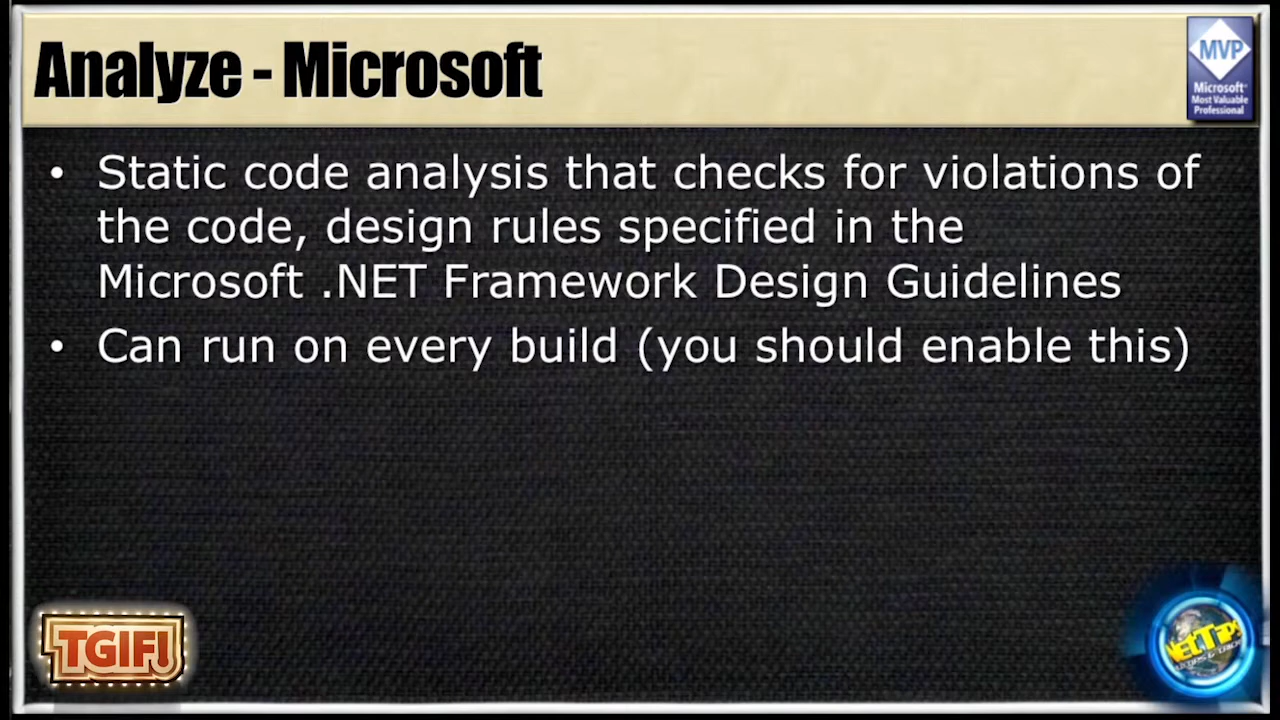 Analyze - Microsoft
MVP
Microsoft®
Most Valuable
Professional
• Static code analysis that checks for violations of
the code, design rules specified in the
Microsoft .NET Framework Design Guidelines
• Can run on every build (you should enable this)
TGIFJ